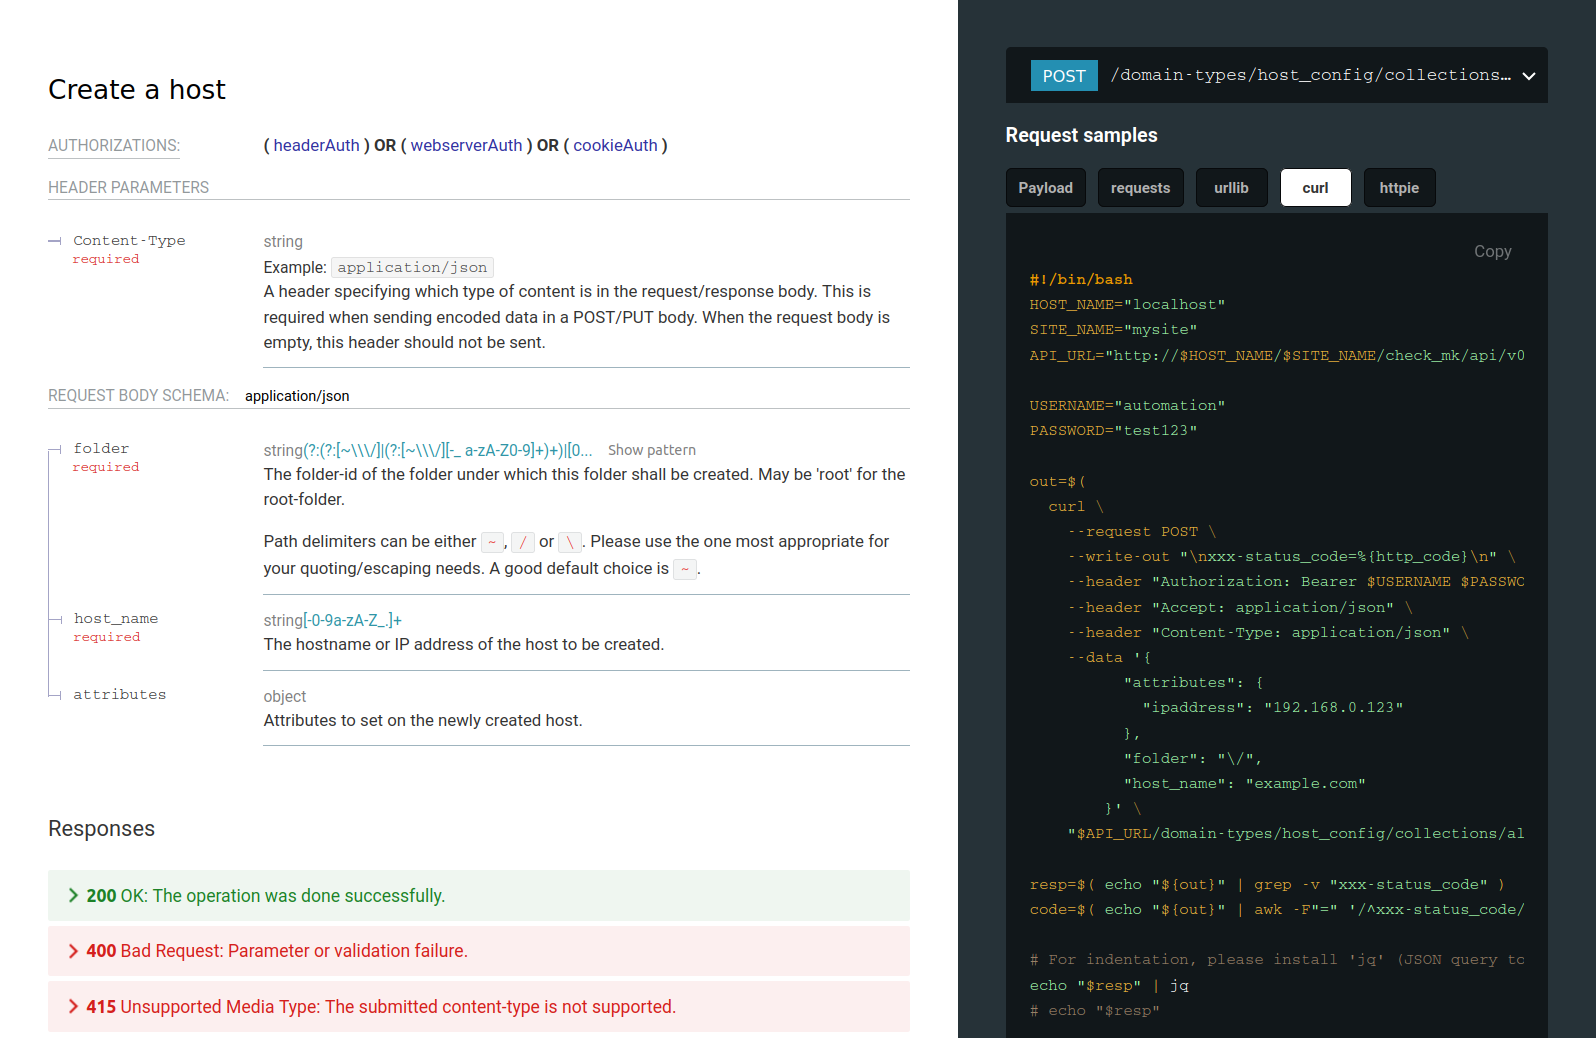 Create a host
AUTHORIZATIONS: ( headerAuth ) OR ( webserverAuth ) OR ( cookieAuth )
HEADER PARAMETERS
Content-Type
required
string
Example: application/json
A header specifying which type of content is in the request/response body. This is
required when sending encoded data in a POST/PUT body. When the request body is
empty, this header should not be sent.
REQUEST BODY SCHEMA: application/json
folder
required
string(?:(?:[~\\\/]|(?:[~\\\/][-_ a-zA-Z0-9]+)+)|[0... Show pattern
The folder-id of the folder under which this folder shall be created. May be 'root' for the
root-folder.
Path delimiters can be either ~, / or \. Please use the one most appropriate for
your quoting/escaping needs. A good default choice is ~.
host_name
required
string[-0-9a-zA-Z_.]+
The hostname or IP address of the host to be created.
attributes
object
Attributes to set on the newly created host.
Responses
200 OK: The operation was done successfully.
400 Bad Request: Parameter or validation failure.
415 Unsupported Media Type: The submitted content-type is not supported.
POST /domain-types/host_config/collections...
Request samples
Payload requests urllib curl httpie
Copy
#!/bin/bash
HOST_NAME="localhost"
SITE_NAME="mysite"
API_URL="http://$HOST_NAME/$SITE_NAME/check_mk/api/v0
USERNAME="automation"
PASSWORD="test123"
out=$(
curl \
--request POST \
--write-out "\nxxx-status_code=%{http_code}\n" \
--header "Authorization: Bearer $USERNAME $PASSWO
--header "Accept: application/json" \
--header "Content-Type: application/json" \
--data '{
"attributes": {
"ipaddress": "192.168.0.123"
},
"folder": "\/",
"host_name": "example.com"
}' \
"$API_URL/domain-types/host_config/collections/al
resp=$( echo "${out}" | grep -v "xxx-status_code" )
code=$( echo "${out}" | awk -F"=" '/^xxx-status_code/
# For indentation, please install 'jq' (JSON query to
echo "$resp" | jq
# echo "$resp"